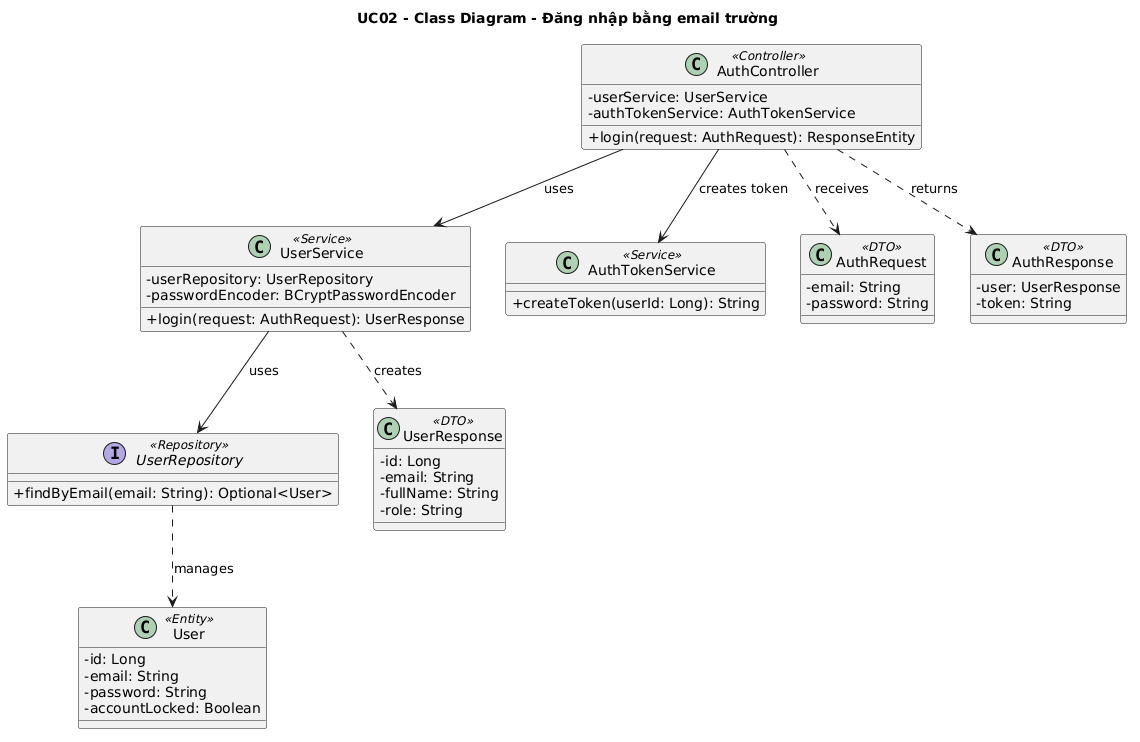 UC02 - Class Diagram - Đăng nhập bằng email trường
C
«Controller»
AuthController
-userService: UserService
-authTokenService: AuthTokenService
+login(request: AuthRequest): ResponseEntity
uses
creates token
receives
returns
C
«Service»
UserService
-userRepository: UserRepository
-passwordEncoder: BCryptPasswordEncoder
+login(request: AuthRequest): UserResponse
C
«Service»
AuthTokenService
+createToken(userId: Long): String
C
«DTO»
AuthRequest
-email: String
-password: String
C
«DTO»
AuthResponse
-user: UserResponse
-token: String
uses
creates
I
«Repository»
UserRepository
+findByEmail(email: String): Optional<User>
C
«DTO»
UserResponse
-id: Long
-email: String
-fullName: String
-role: String
manages
C
«Entity»
User
-id: Long
-email: String
-password: String
-accountLocked: Boolean